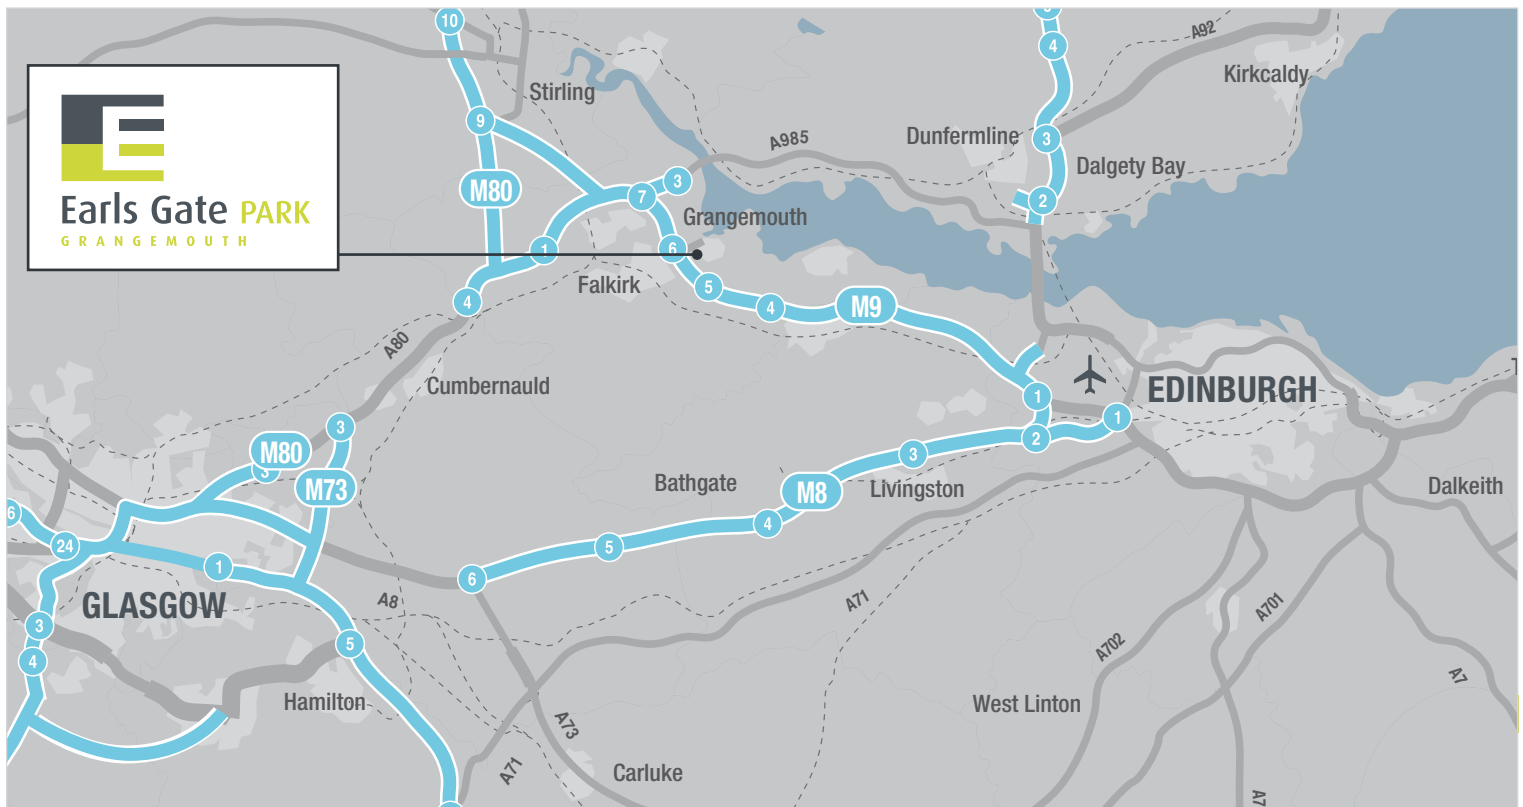 10
3
4
A92
Kirkcaldy
Stirling
9
A985
Dunfermline
3
Dalgety Bay
Earls Gate PARK
GRANGEMOUTH
M80
7
3
2
Grangemouth
1
6
Falkirk
5
4
4
M9
A80
Cumbernauld
1
EDINBURGH
1
3
2
M80
3
3
M73
Bathgate
M8
Livingston
Dalkeith
6
4
24
5
1
6
GLASGOW
A8
A71
A701
3
5
A702
4
A7
Hamilton
West Linton
A73
A71
Carluke
A7